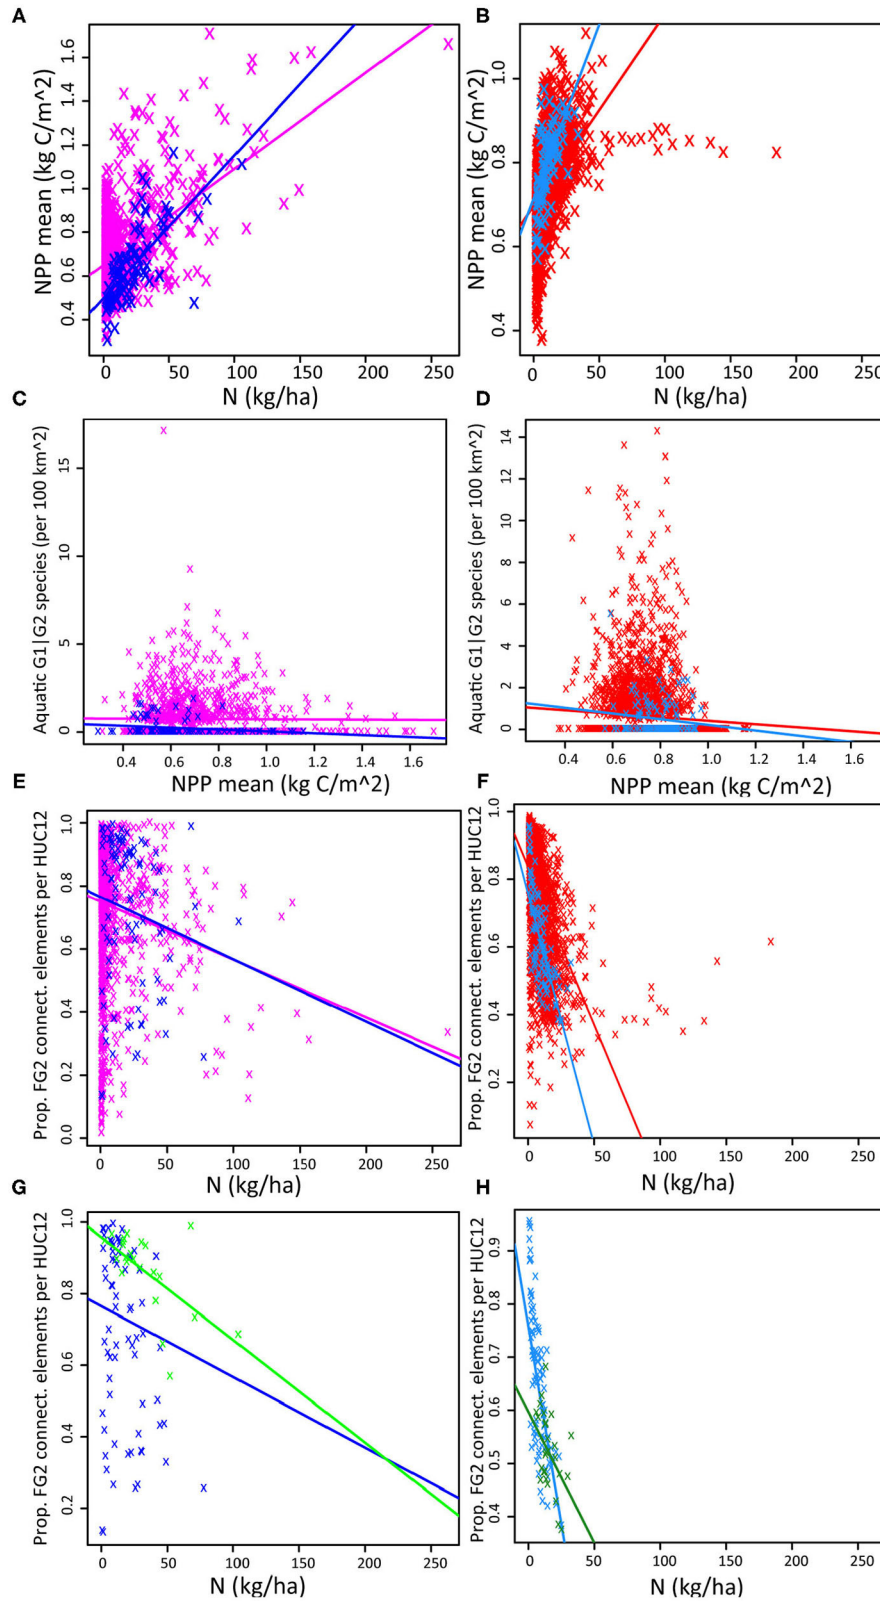 A
B
NPP mean (kg C/m^2)
0.4 0.6 0.8 1.0 1.2 1.4 1.6
0 50 100 150 200 250
N (kg/ha)
NPP mean (kg C/m^2)
0.4 0.6 0.8 1.0
0 50 100 150 200 250
N (kg/ha)
C
D
Aquatic G1|G2 species (per 100 km^2)
0 5 10 15
0.4 0.6 0.8 1.0 1.2 1.4 1.6
NPP mean (kg C/m^2)
Aquatic G1|G2 species (per 100 km^2)
0 2 4 6 8 10 12 14
0.4 0.6 0.8 1.0 1.2 1.4 1.6
NPP mean (kg C/m^2)
E
F
Prop. FG2 connect. elements per HUC12
0.0 0.2 0.4 0.6 0.8 1.0
0 50 100 150 200 250
N (kg/ha)
Prop. FG2 connect. elements per HUC12
0.2 0.4 0.6 0.8 1.0
0 50 100 150 200 250
N (kg/ha)
G
H
Prop. FG2 connect. elements per HUC12
0.2 0.4 0.6 0.8 1.0
0 50 100 150 200 250
N (kg/ha)
Prop. FG2 connect. elements per HUC12
0.4 0.5 0.6 0.7 0.8 0.9
0 50 100 150 200 250
N (kg/ha)